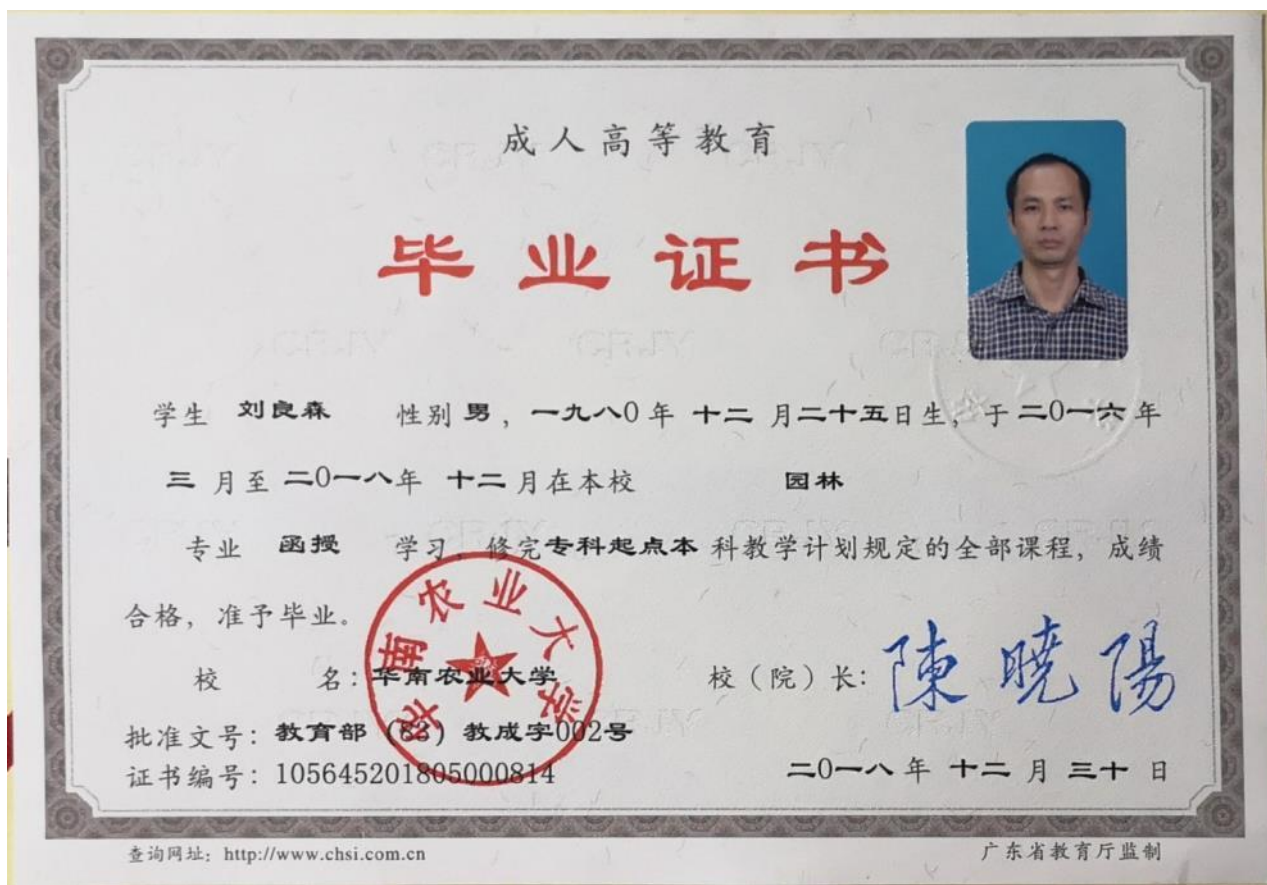 成人高等教育
毕业证书
学生 刘良森 性别 男，一九八0年 十二 月二十五日生，于二0一六年
三 月至 二0一八年 十二月在本校 园林
专业 函授 学习，修完专科起点本 科教学计划规定的全部课程，成绩
合格，准予毕业。
华南农业大学
校 名：华南农业大学 校（院）长：陳曉陽
批准文号：教育部（83）教成字002号
证书编号：105645201805000814 二0一八 年 十二 月 三十 日
查询网址：http://www.chsi.com.cn 广东省教育厅监制